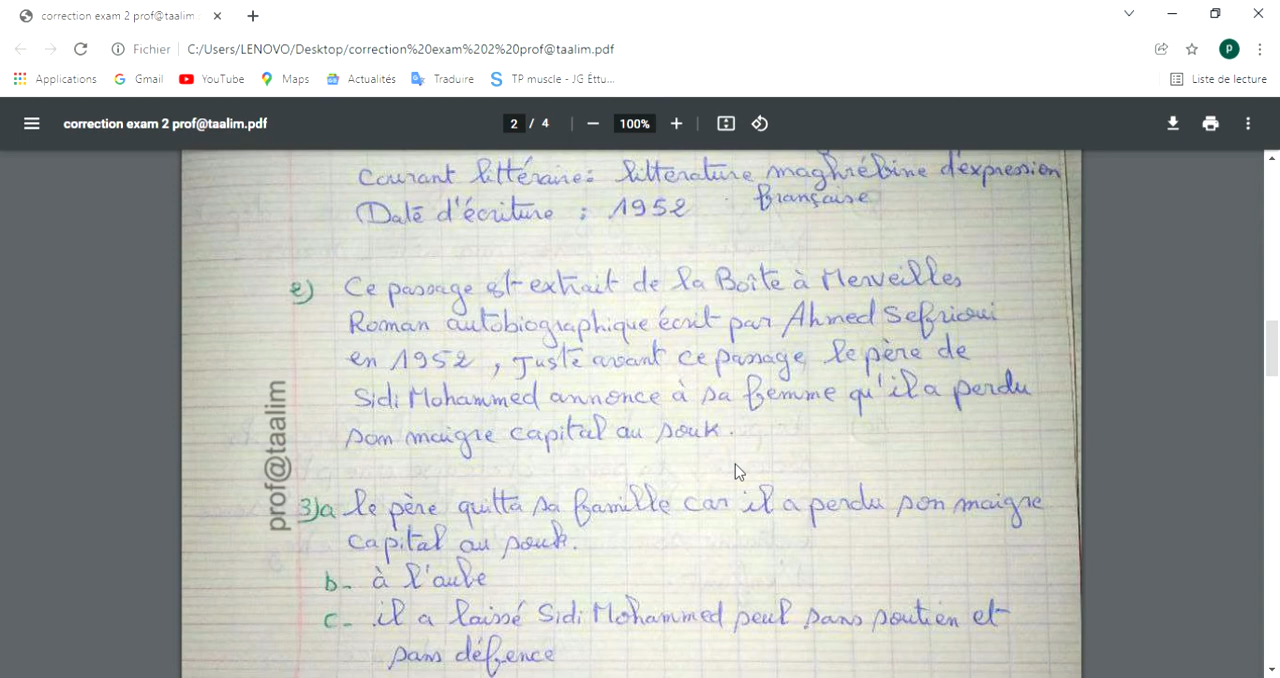 correction exam 2 prof@taalim
Fichier
C:/Users/LENOVO/Desktop/correction%20exam%202%20prof@taalim.pdf
P
Applications
Gmail
YouTube
Maps
Actualités
Traduire
TP muscle - JG Ettu...
Liste de lecture
correction exam 2 prof@taalim.pdf
2 / 4
100%
Courant littéraire: littérature maghrébine d'expression
française
Date d'écriture : 1952
2) Ce passage est extrait de la Boîte à Merveilles
Roman autobiographique écrit par Ahmed Sefrioui
en 1952, Juste avant ce passage le père de
Sidi Mohammed annonce à sa femme qu'il a perdu
son maigre capital au souk.
3)a le père quitta sa famille car il a perdu son maigre
capital au souk.
b- à l'aube
c- il a laissé Sidi Mohammed seul sans soutien et
sans défence
prof@taalim